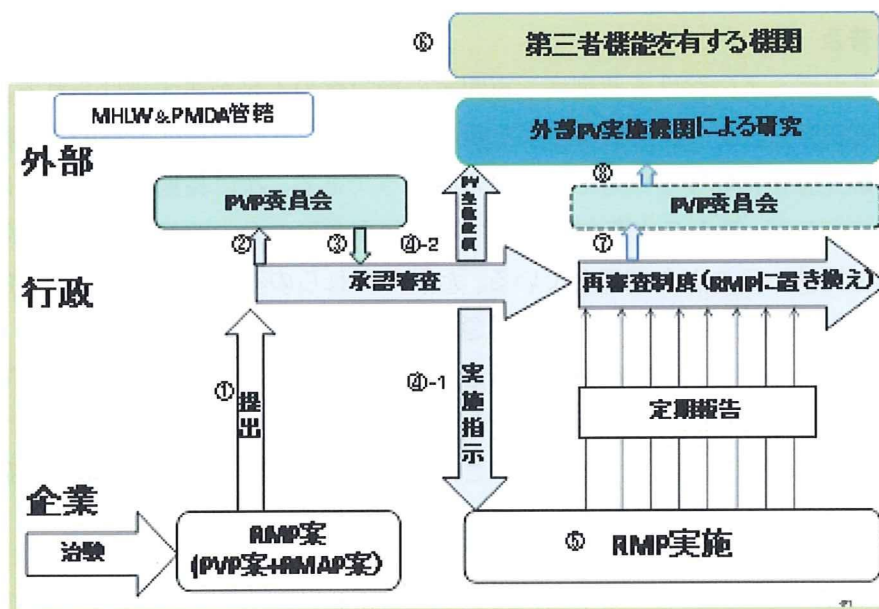 ⑥
第三者機能を有する機関
MHLW&PMDA管轄
外部PV実施機関による研究
外部
⑧
PVP委員会
PVP委員会
②
③
④-2
⑦
行政
承認審査
再審査制度(RMPに置き換え)
①
提出
④-1
実施指示
定期報告
企業
治験
RMP案
(PVP案+RMAP案)
⑤
RMP実施